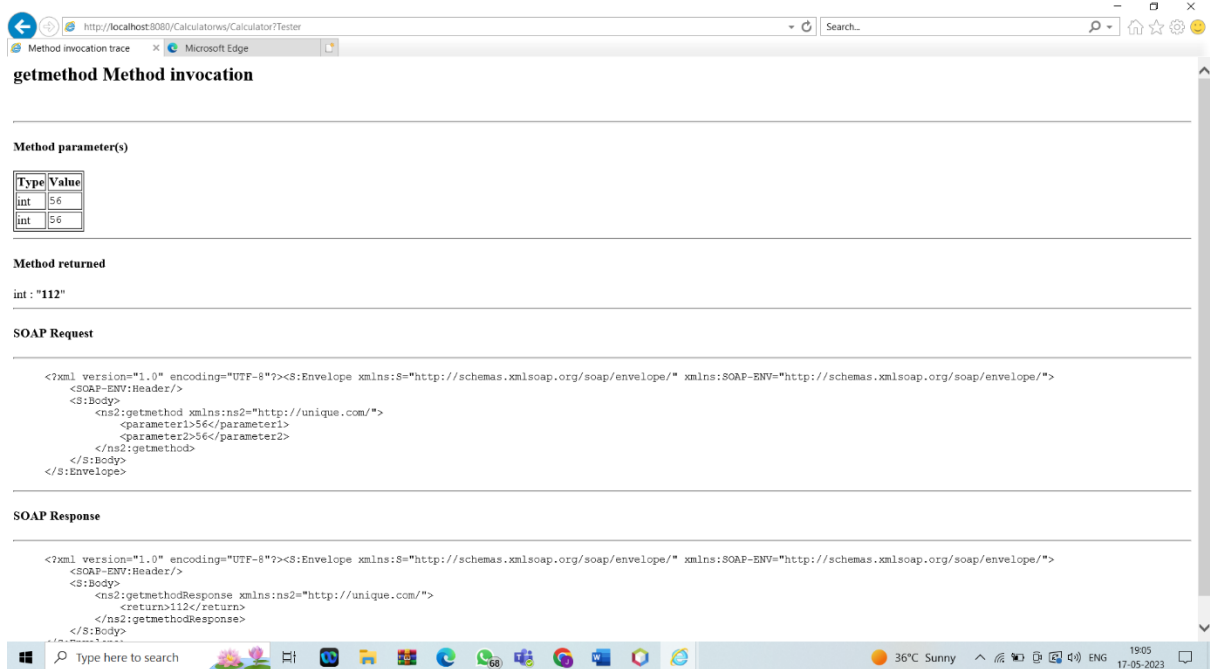 http://localhost:8080/Calculatorws/Calculator?Tester
Search...
Method invocation trace
Microsoft Edge
getmethod Method invocation
Method parameter(s)
Type Value
int 56
int 56
Method returned
int : "112"
SOAP Request
<?xml version="1.0" encoding="UTF-8"?><S:Envelope xmlns:S="http://schemas.xmlsoap.org/soap/envelope/" xmlns:SOAP-ENV="http://schemas.xmlsoap.org/soap/envelope/">
<SOAP-ENV:Header/>
<S:Body>
<ns2:getmethod xmlns:ns2="http://unique.com/">
<parameter1>56</parameter1>
<parameter2>56</parameter2>
</ns2:getmethod>
</S:Body>
</S:Envelope>
SOAP Response
<?xml version="1.0" encoding="UTF-8"?><S:Envelope xmlns:S="http://schemas.xmlsoap.org/soap/envelope/" xmlns:SOAP-ENV="http://schemas.xmlsoap.org/soap/envelope/">
<SOAP-ENV:Header/>
<S:Body>
<ns2:getmethodResponse xmlns:ns2="http://unique.com/">
<return>112</return>
</ns2:getmethodResponse>
</S:Body>
Type here to search
68
36°C Sunny
ENG
19:05
17-05-2023